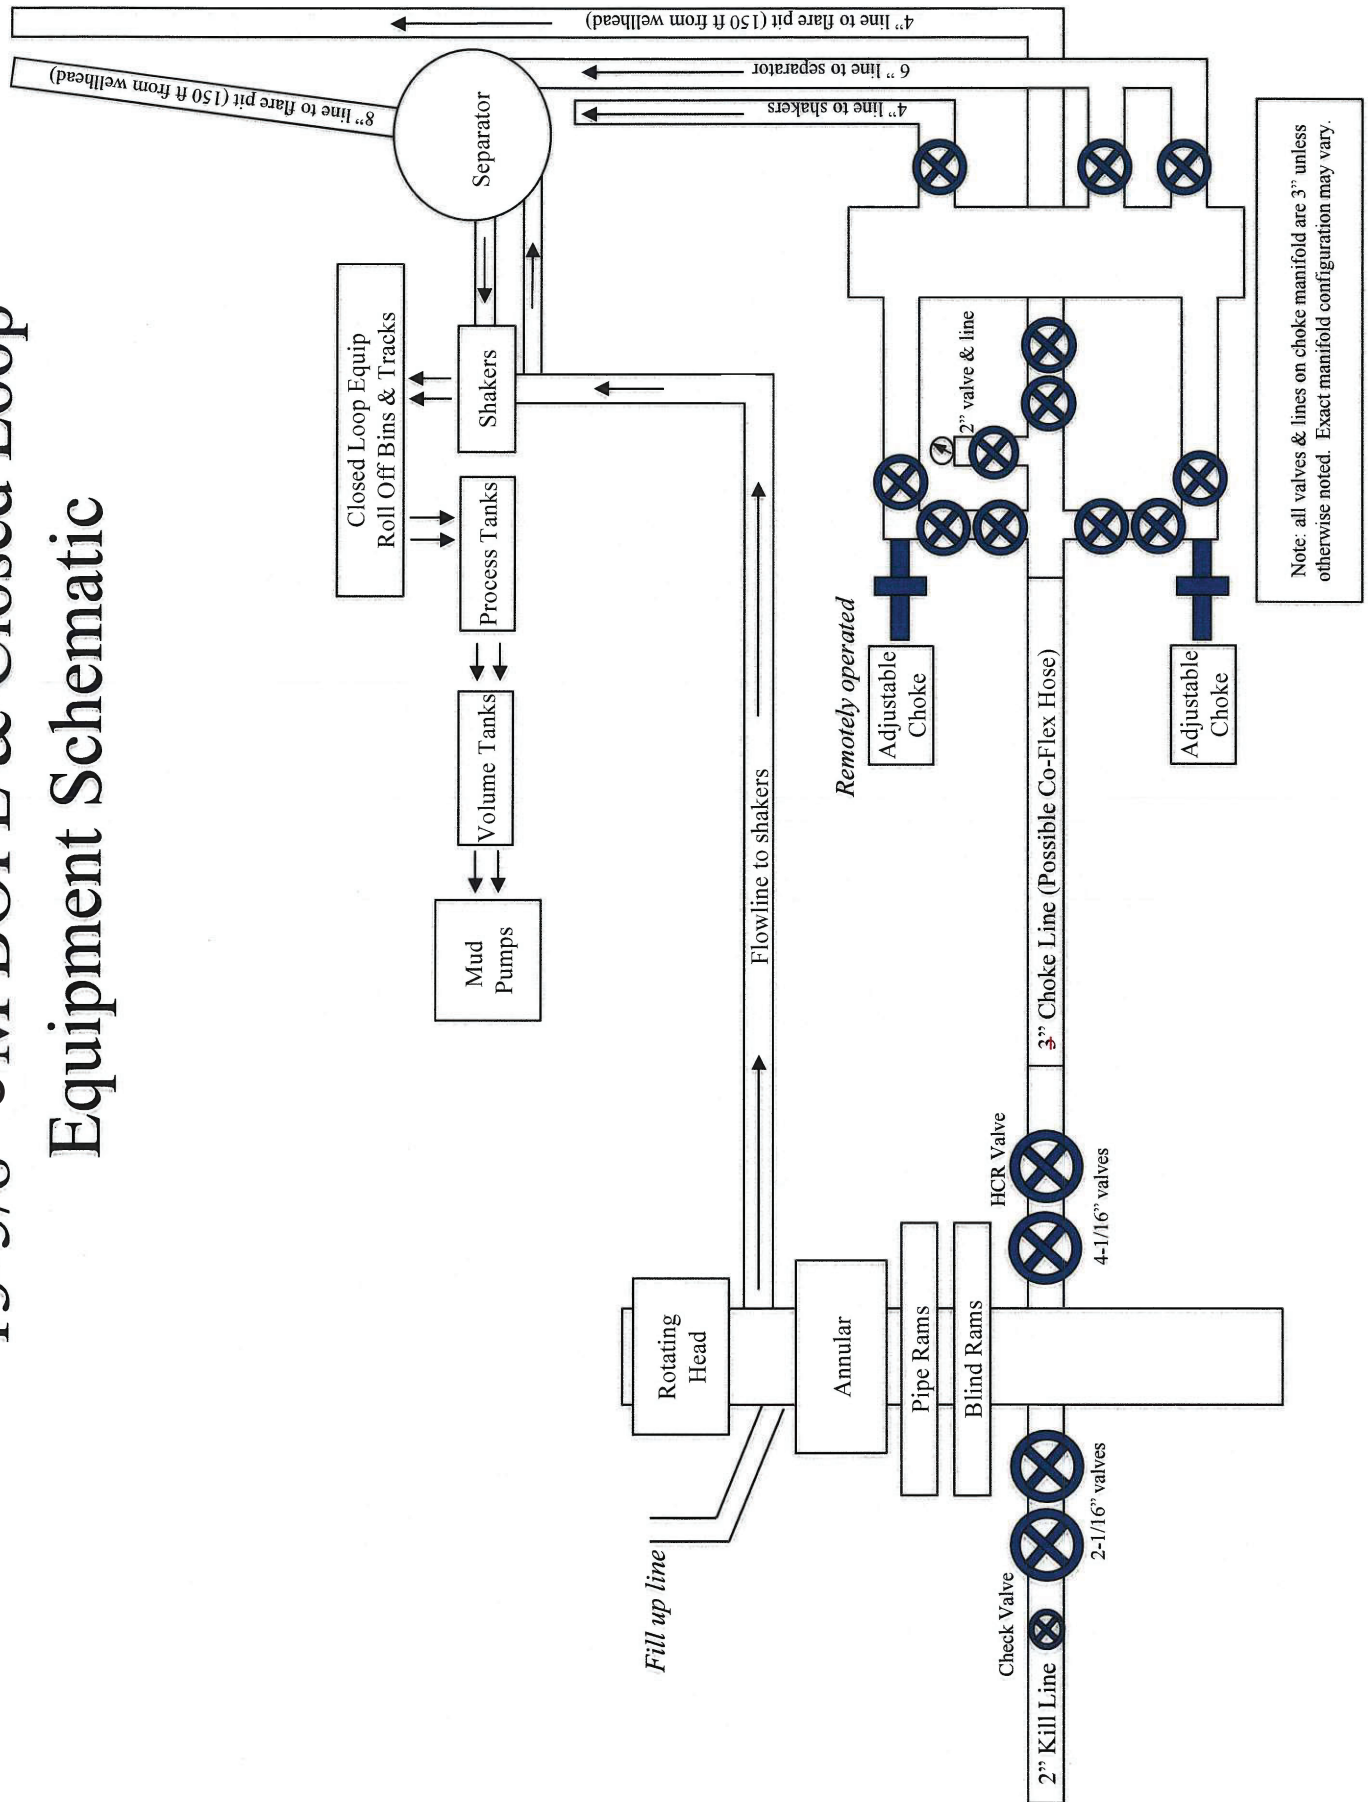 BOPE & Closed Loop
Equipment Schematic
8” line to flare pit (150 ft from wellhead)
4” line to flare pit (150 ft from wellhead)
6” line to separator
4” line to shakers
Separator
Closed Loop Equip
Roll Off Bins & Tracks
Shakers
Process Tanks
Volume Tanks
Mud
Pumps
Fill up line
Rotating
Head
Flowline to shakers
Annular
Pipe Rams
Blind Rams
Remotely operated
Adjustable
Choke
2” valve & line
Check Valve
HCR Valve
2” Kill Line
3” Choke Line (Possible Co-Flex Hose)
2-1/16” valves
4-1/16” valves
Adjustable
Choke
Note: all valves & lines on choke manifold are 3” unless
otherwise noted. Exact manifold configuration may vary.